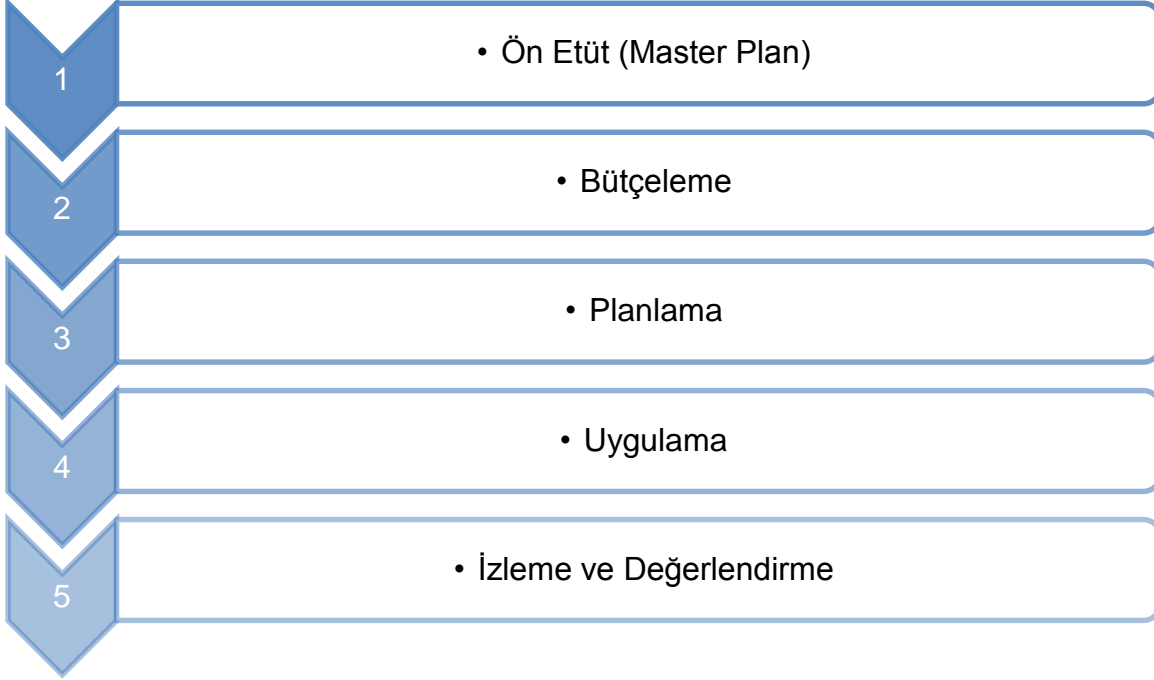 1
• Ön Etüt (Master Plan)
2
• Bütçeleme
3
• Planlama
4
• Uygulama
5
• İzleme ve Değerlendirme